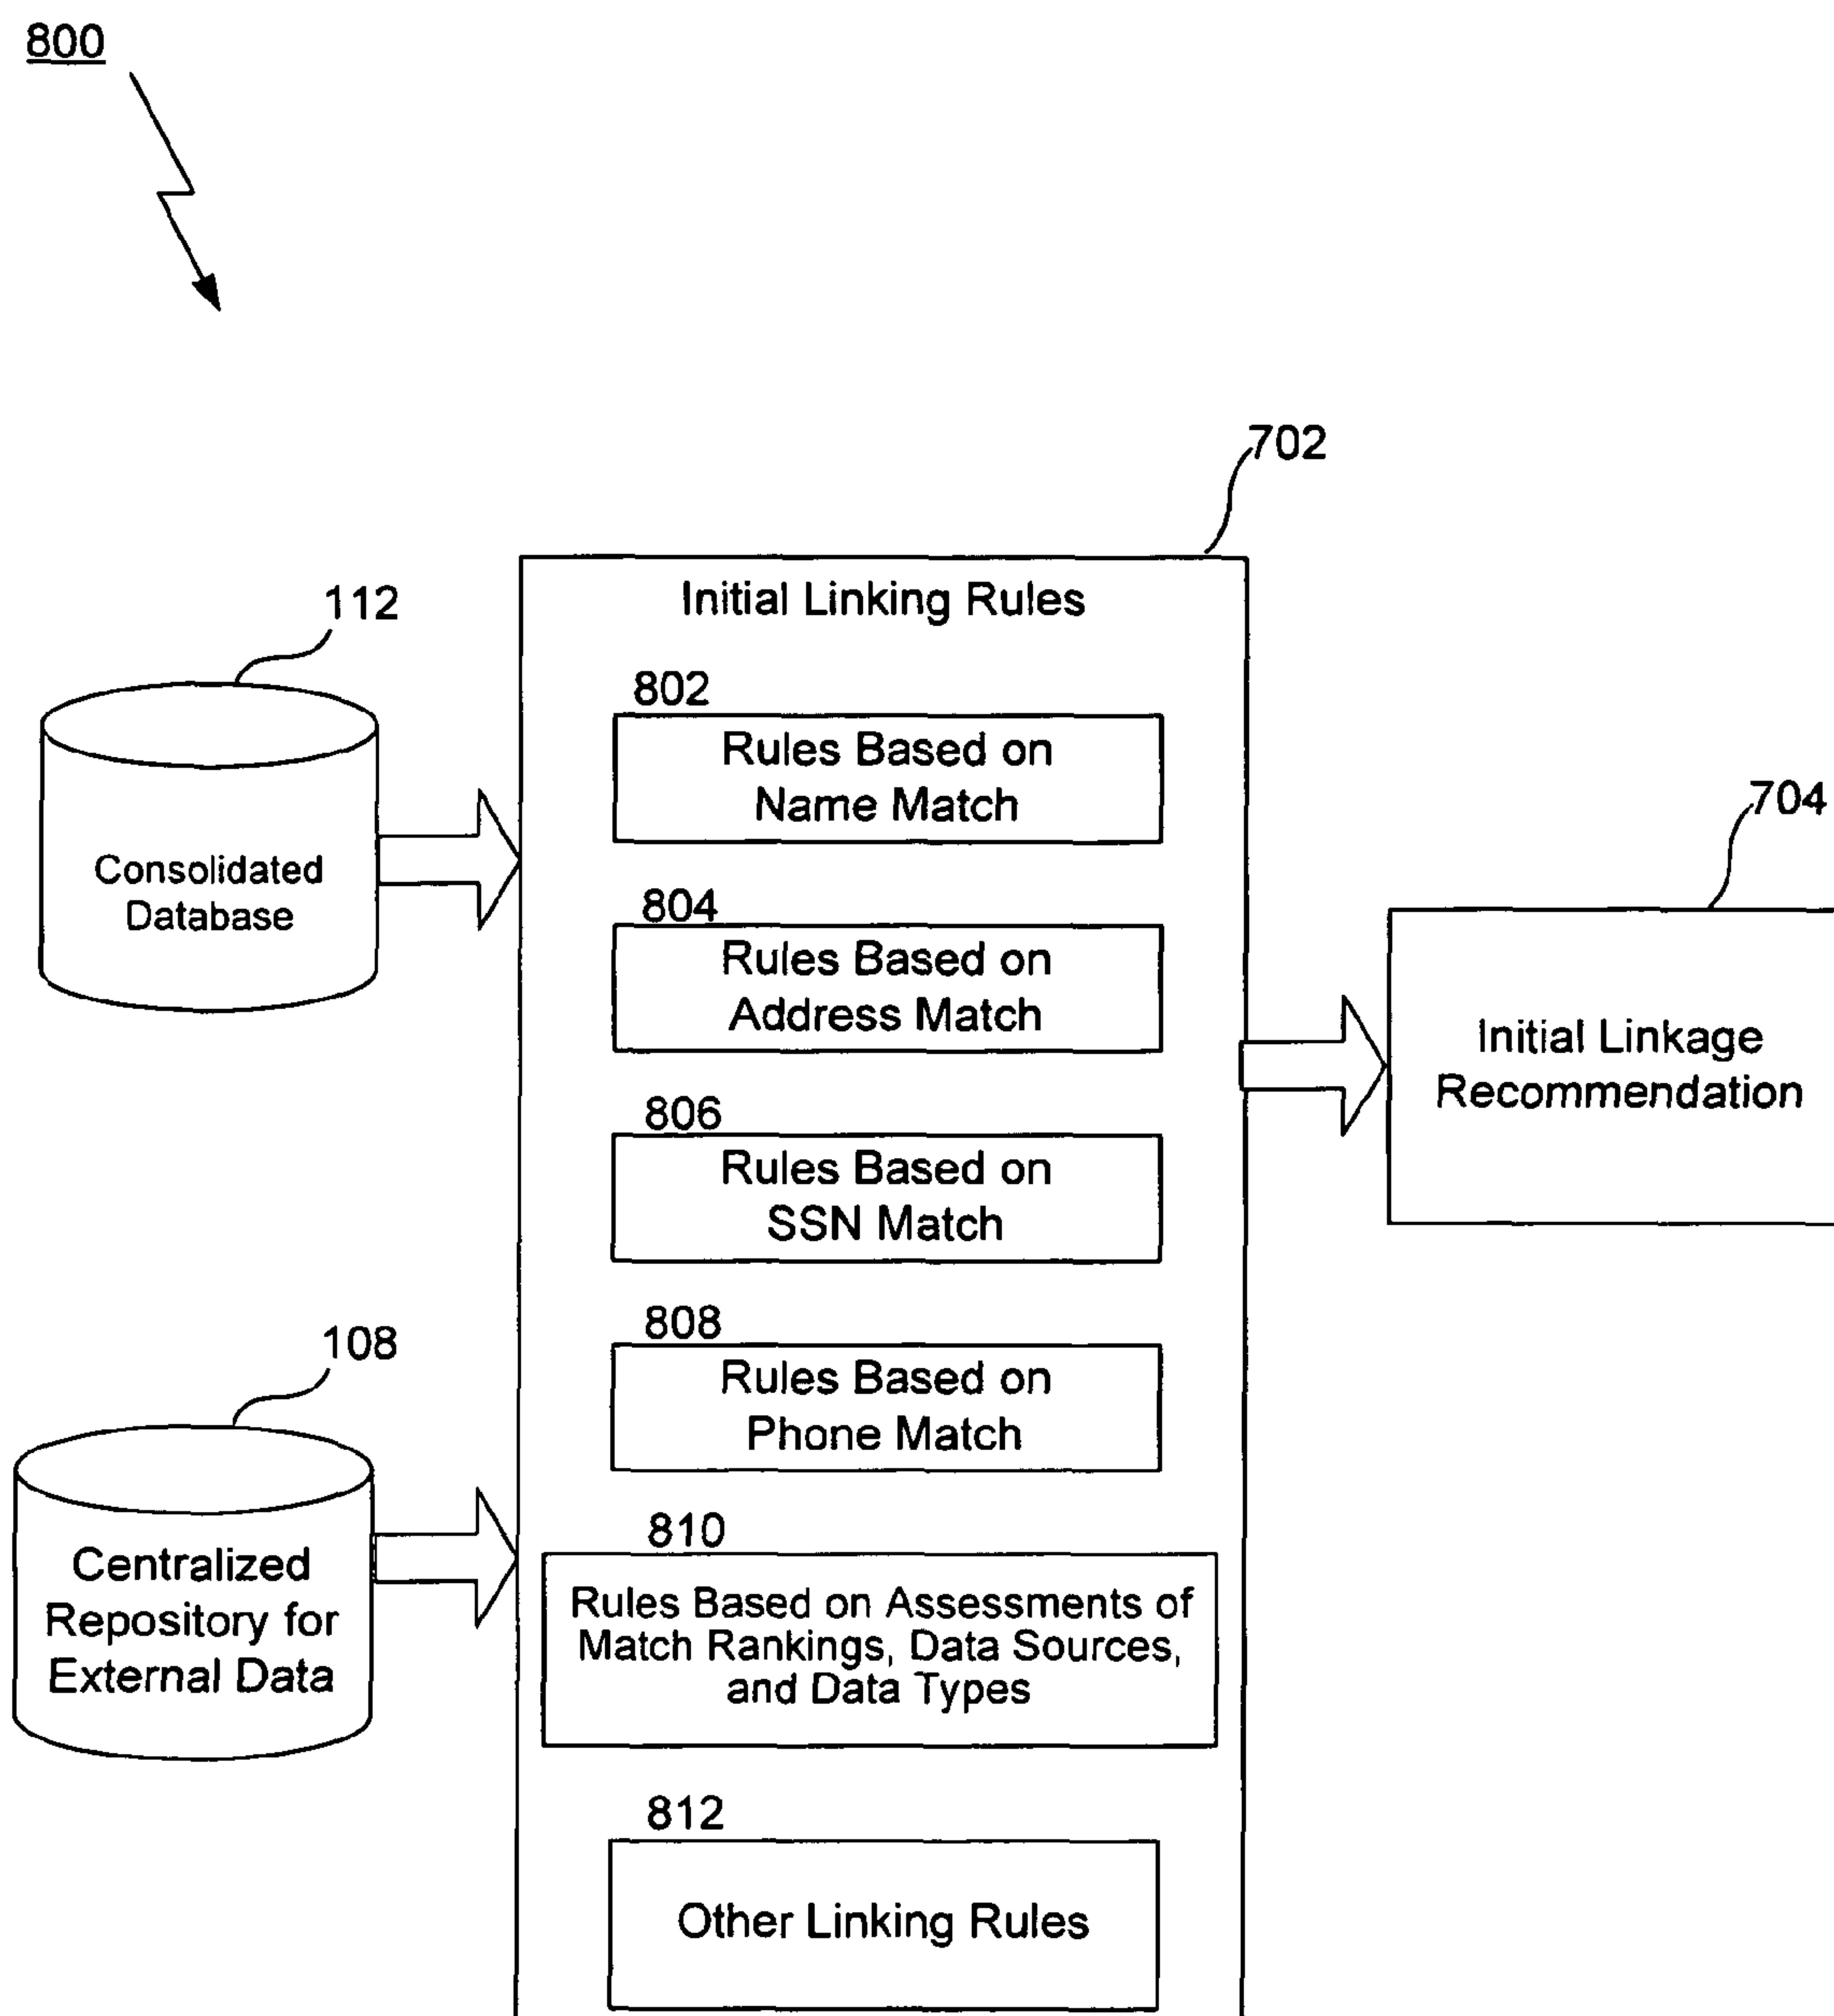 800
702
Initial Linking Rules
112
802
Rules Based on
Name Match
704
Consolidated
Database
804
Rules Based on
Address Match
Initial Linkage
Recommendation
806
Rules Based on
SSN Match
108
808
Rules Based on
Phone Match
810
Centralized
Repository for
External Data
Rules Based on Assessments of
Match Rankings, Data Sources,
and Data Types
812
Other Linking Rules